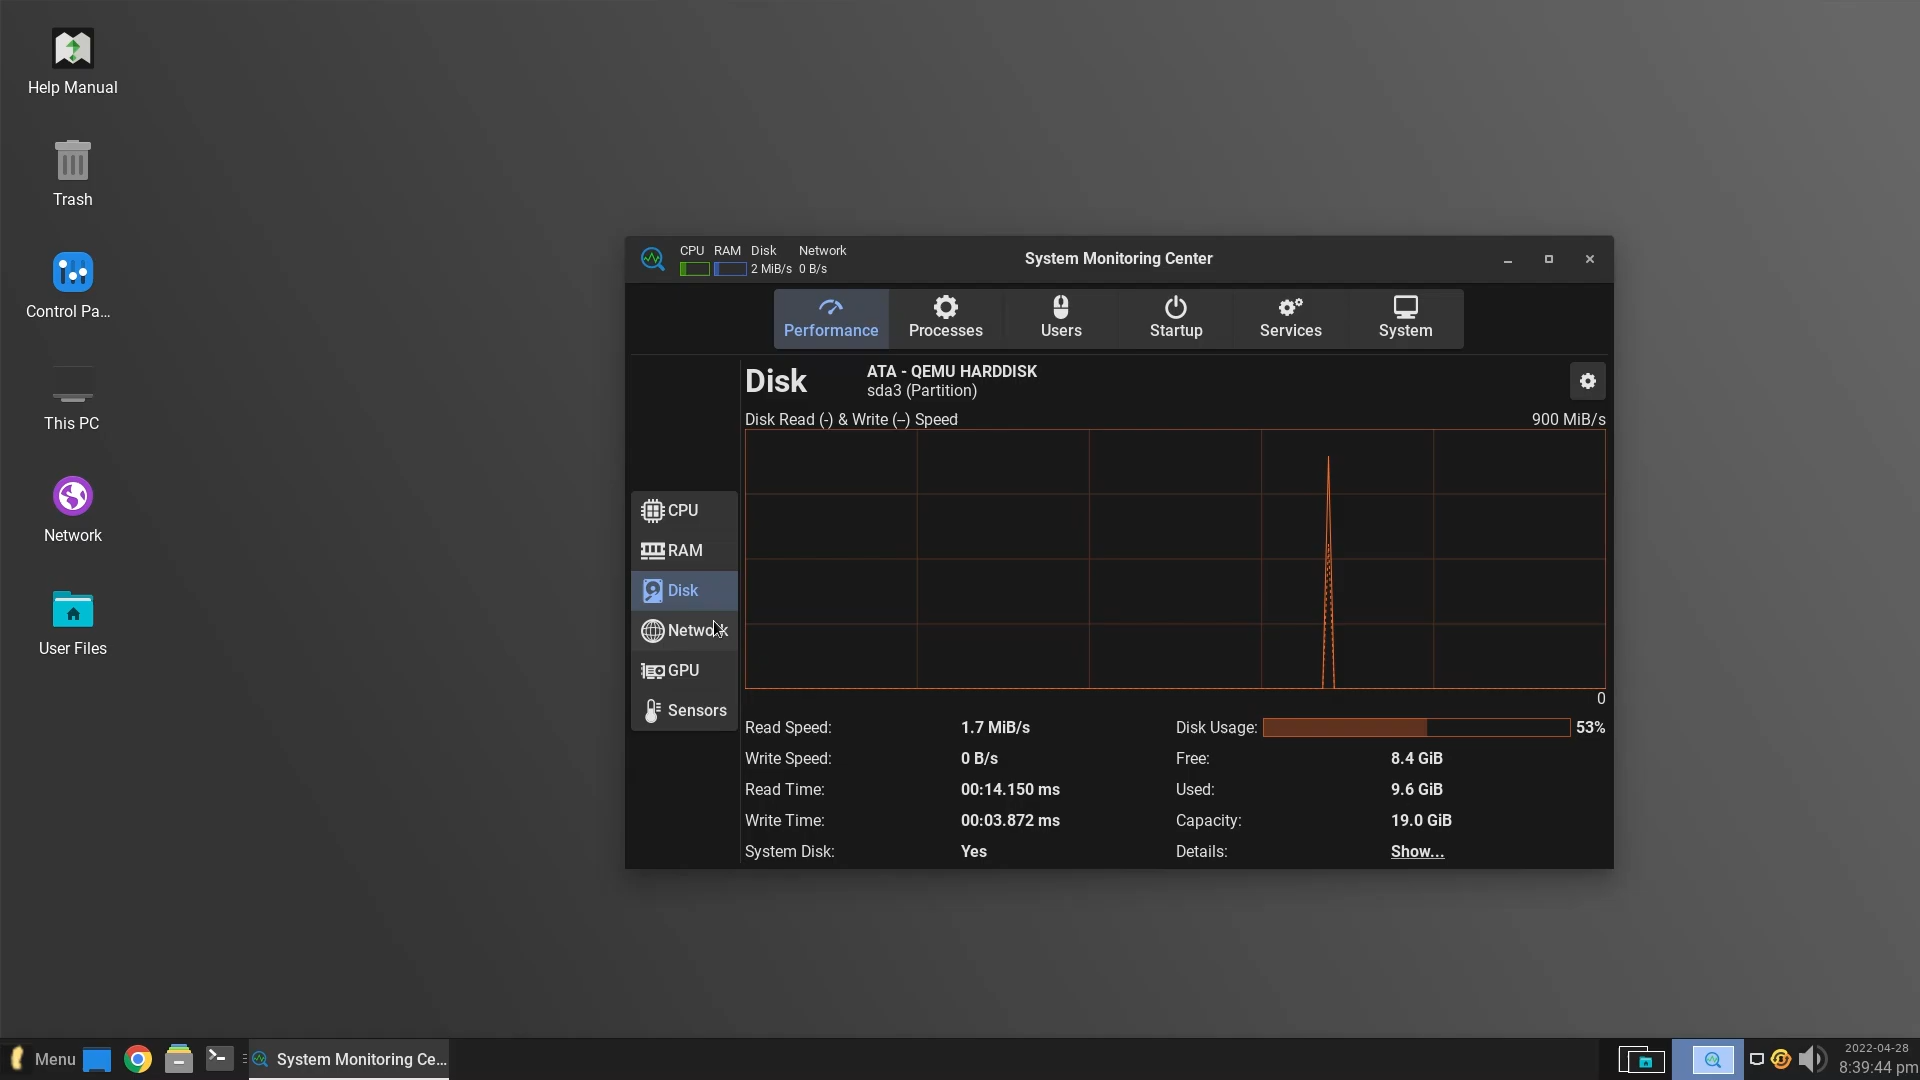 Help Manual
Trash
Control Pa...
This PC
Network
User Files
CPU RAM Disk Network
2 MiB/s 0 B/s
System Monitoring Center
Performance Processes Users Startup Services System
Disk
ATA - QEMU HARDDISK
sda3 (Partition)
Disk Read (-) & Write (--) Speed 900 MiB/s
CPU
RAM
Disk
Network
GPU
Sensors
0
Read Speed: 1.7 MiB/s Disk Usage: 53%
Write Speed: 0 B/s Free: 8.4 GiB
Read Time: 00:14.150 ms Used: 9.6 GiB
Write Time: 00:03.872 ms Capacity: 19.0 GiB
System Disk: Yes Details: Show...
Menu
System Monitoring Ce...
2022-04-28
8:39:44 pm